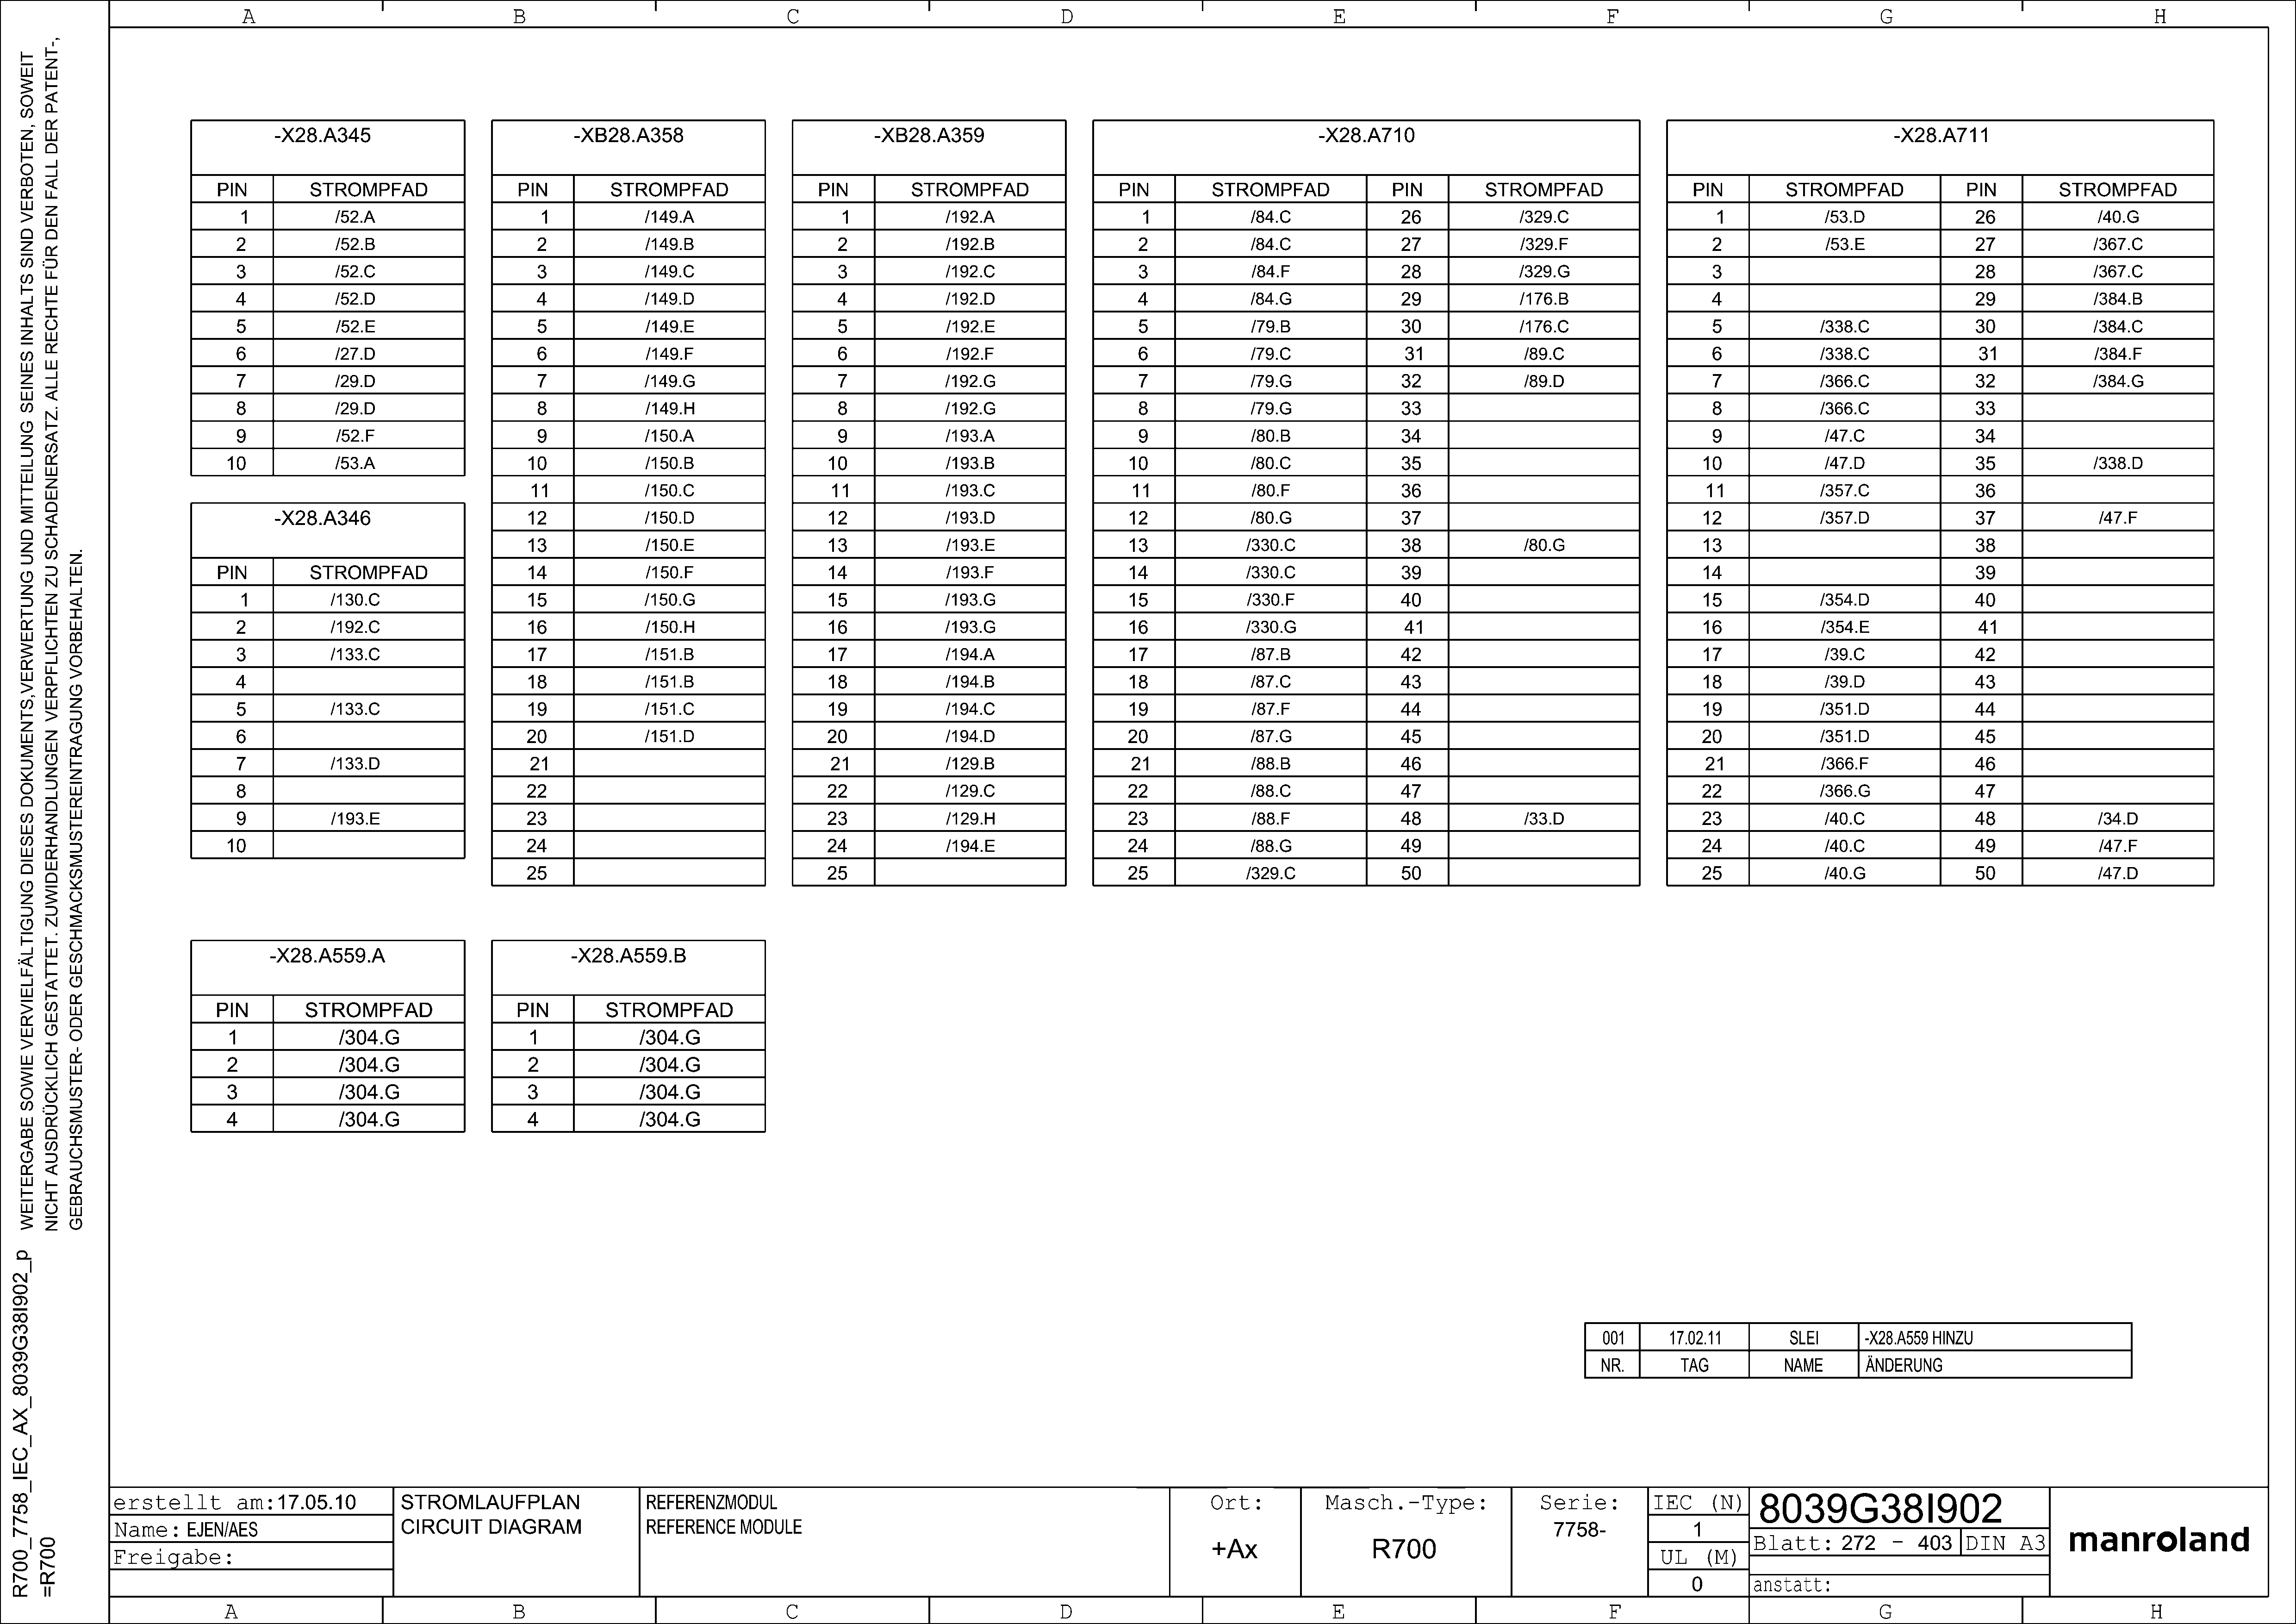 A B C D E F G H
WEITERGABE SOWIE VERVIELFÄLTIGUNG DIESES DOKUMENTS,VERWERTUNG UND MITTEILUNG SEINES INHALTS SIND VERBOTEN, SOWEIT
NICHT AUSDRÜCKLICH GESTATTET. ZUWIDERHANDLUNGEN VERPFLICHTEN ZU SCHADENERSATZ. ALLE RECHTE FÜR DEN FALL DER PATENT-,
GEBRAUCHSMUSTER- ODER GESCHMACKSMUSTEREINTRAGUNG VORBEHALTEN.
R700_7758_IEC_AX_8039G38I902_p
=R700
-X28.A345
PIN STROMPFAD
1 /52.A
2 /52.B
3 /52.C
4 /52.D
5 /52.E
6 /27.D
7 /29.D
8 /29.D
9 /52.F
10 /53.A
-X28.A346
PIN STROMPFAD
1 /130.C
2 /192.C
3 /133.C
4
5 /133.C
6
7 /133.D
8
9 /193.E
10
-XB28.A358
PIN STROMPFAD
1 /149.A
2 /149.B
3 /149.C
4 /149.D
5 /149.E
6 /149.F
7 /149.G
8 /149.H
9 /150.A
10 /150.B
11 /150.C
12 /150.D
13 /150.E
14 /150.F
15 /150.G
16 /150.H
17 /151.B
18 /151.B
19 /151.C
20 /151.D
21
22
23
24
25
-XB28.A359
PIN STROMPFAD
1 /192.A
2 /192.B
3 /192.C
4 /192.D
5 /192.E
6 /192.F
7 /192.G
8 /192.G
9 /193.A
10 /193.B
11 /193.C
12 /193.D
13 /193.E
14 /193.F
15 /193.G
16 /193.G
17 /194.A
18 /194.B
19 /194.C
20 /194.D
21 /129.B
22 /129.C
23 /129.H
24 /194.E
25
-X28.A710
PIN STROMPFAD PIN STROMPFAD
1 /84.C 26 /329.C
2 /84.C 27 /329.F
3 /84.F 28 /329.G
4 /84.G 29 /176.B
5 /79.B 30 /176.C
6 /79.C 31 /89.C
7 /79.G 32 /89.D
8 /79.G 33
9 /80.B 34
10 /80.C 35
11 /80.F 36
12 /80.G 37
13 /330.C 38 /80.G
14 /330.C 39
15 /330.F 40
16 /330.G 41
17 /87.B 42
18 /87.C 43
19 /87.F 44
20 /87.G 45
21 /88.B 46
22 /88.C 47
23 /88.F 48 /33.D
24 /88.G 49
25 /329.C 50
-X28.A711
PIN STROMPFAD PIN STROMPFAD
1 /53.D 26 /40.G
2 /53.E 27 /367.C
3 28 /367.C
4 29 /384.B
5 /338.C 30 /384.C
6 /338.C 31 /384.F
7 /366.C 32 /384.G
8 /366.C 33
9 /47.C 34
10 /47.D 35 /338.D
11 /357.C 36
12 /357.D 37 /47.F
13 38
14 39
15 /354.D 40
16 /354.E 41
17 /39.C 42
18 /39.D 43
19 /351.D 44
20 /351.D 45
21 /366.F 46
22 /366.G 47
23 /40.C 48 /34.D
24 /40.C 49 /47.F
25 /40.G 50 /47.D
-X28.A559.A
PIN STROMPFAD
1 /304.G
2 /304.G
3 /304.G
4 /304.G
-X28.A559.B
PIN STROMPFAD
1 /304.G
2 /304.G
3 /304.G
4 /304.G
001 17.02.11 SLEI -X28.A559 HINZU
NR. TAG NAME ÄNDERUNG
erstellt am:17.05.10
Name: EJEN/AES
Freigabe:
STROMLAUFPLAN
CIRCUIT DIAGRAM
REFERENZMODUL
REFERENCE MODULE
Ort:
+Ax
Masch.-Type:
R700
Serie:
7758-
IEC (N)
1
UL (M)
0
8039G38I902
Blatt: 272 - 403 DIN A3
anstatt:
manroland
A B C D E F G H